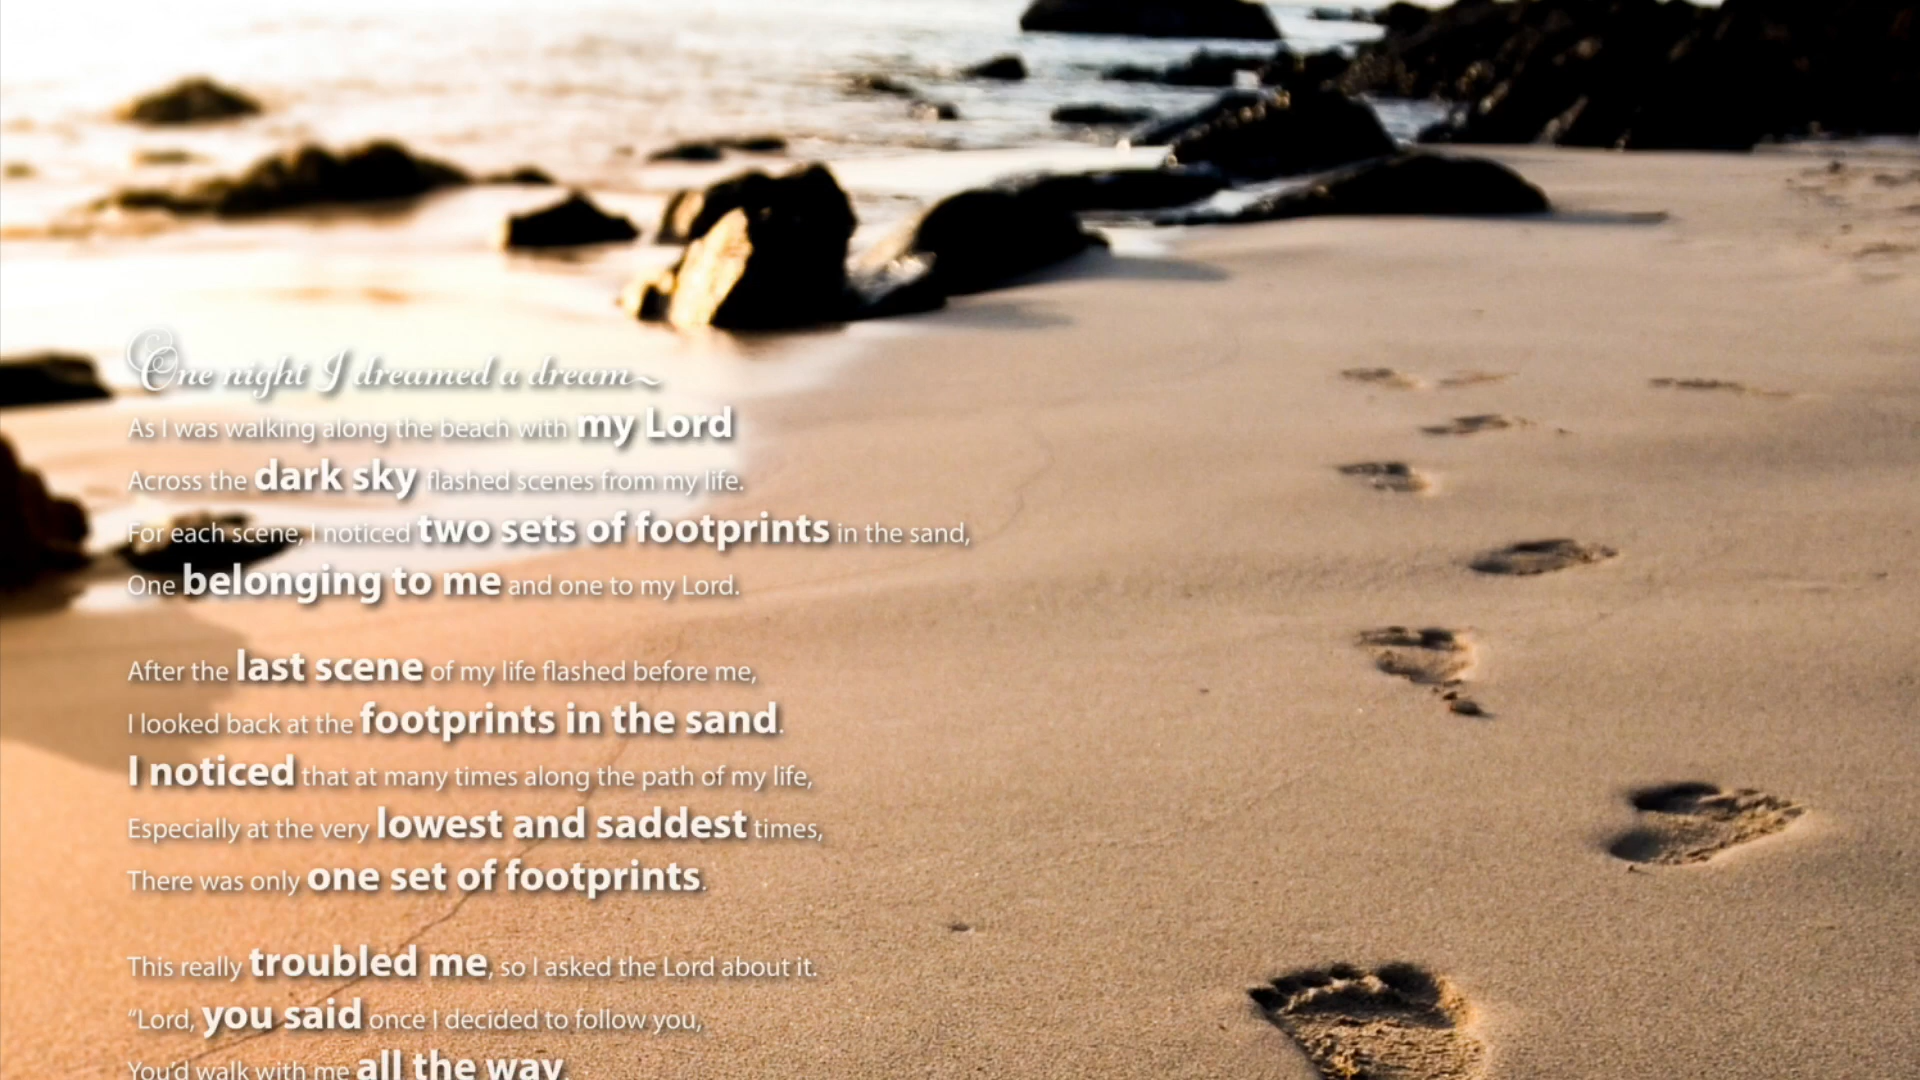 One night I dreamed a dream~
As I was walking along the beach with my Lord
Across the dark sky flashed scenes from my life.
For each scene, I noticed two sets of footprints in the sand,
One belonging to me and one to my Lord.
After the last scene of my life flashed before me,
I looked back at the footprints in the sand.
I noticed that at many times along the path of my life,
Especially at the very lowest and saddest times,
There was only one set of footprints.
This really troubled me, so I asked the Lord about it.
“Lord, you said once I decided to follow you,
You’d walk with me all the way.